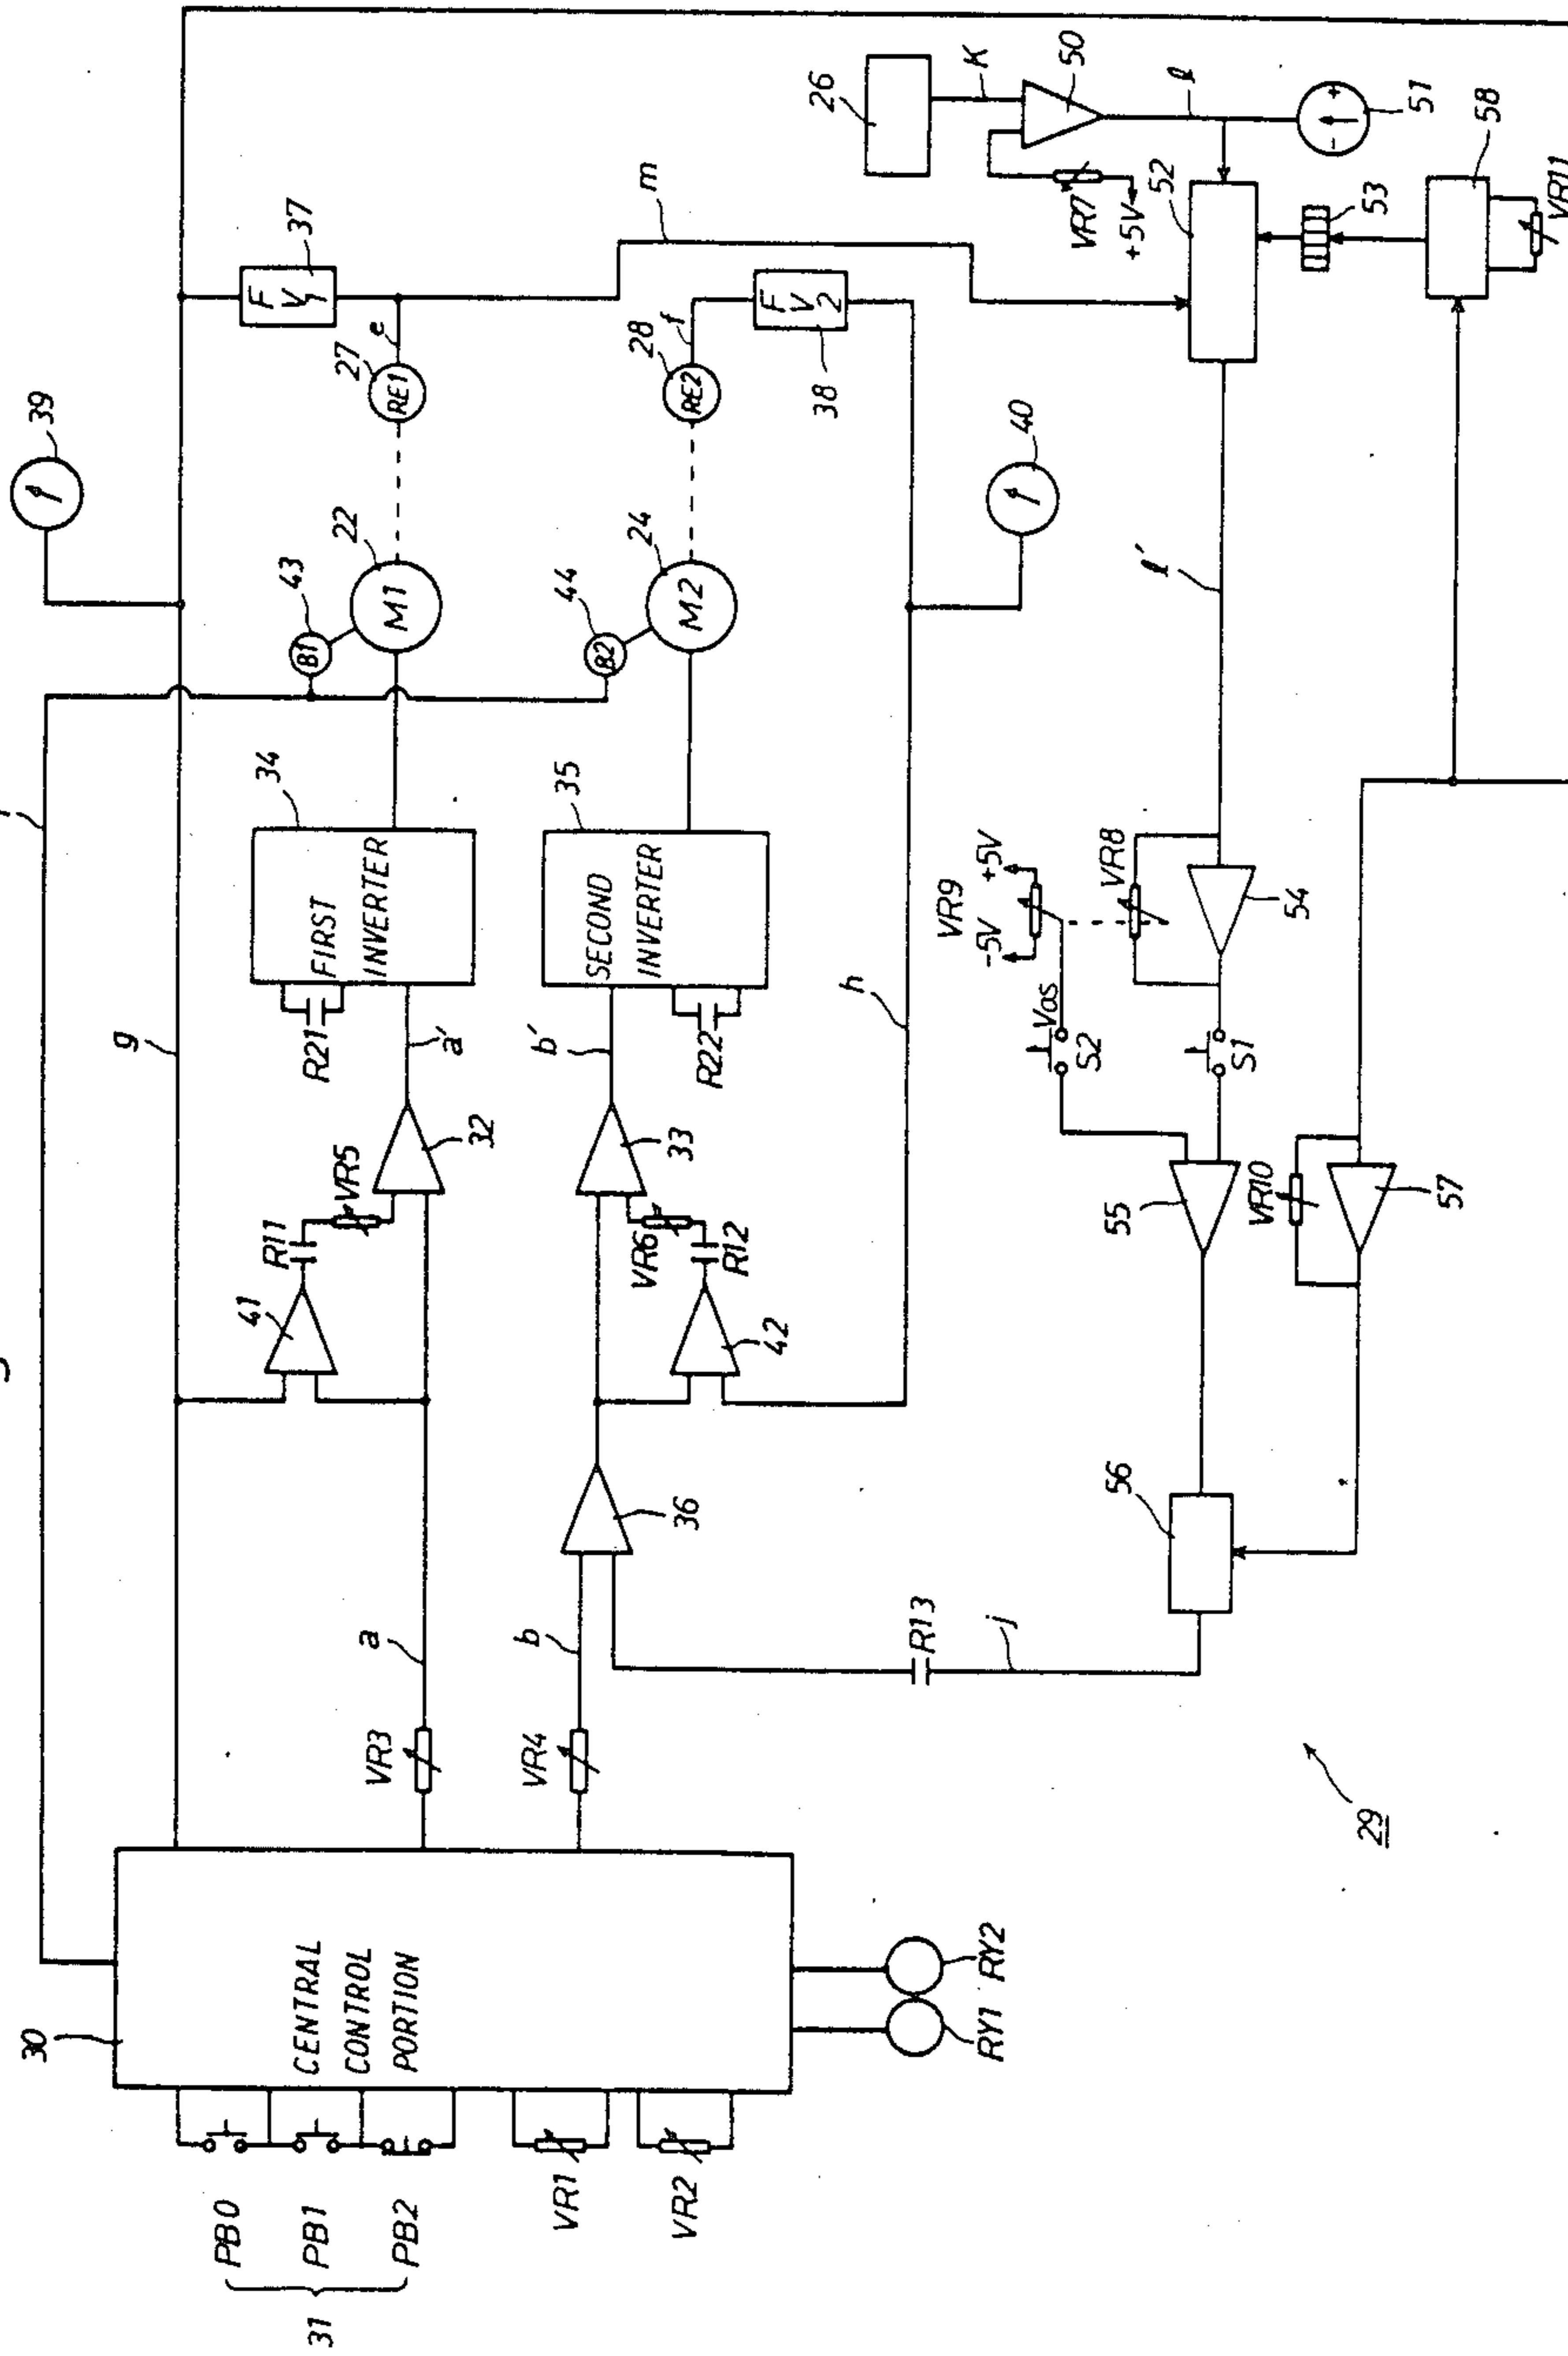 i
39
g
43
22
27
e
37
34
FIRST
INVERTER
R21
a'
32
VR5
R11
41
a
VR3
30
CENTRAL
CONTROL
PORTION
PB0
PB1
PB2
31
VR1
VR2
RY1
RY2
B1
M1
RE1
F
V
1
m
44
24
28
f
B2
M2
RE2
F
V
2
38
35
SECOND
INVERTER
R22
b'
33
VR6
R12
42
36
b
VR4
h
40
26
K
50
VR7
+5V
l
51
52
53
58
VR11
l'
VR9
-5V
+5V
VR8
54
Vos
S2
S1
55
VR10
57
56
R13
j
29